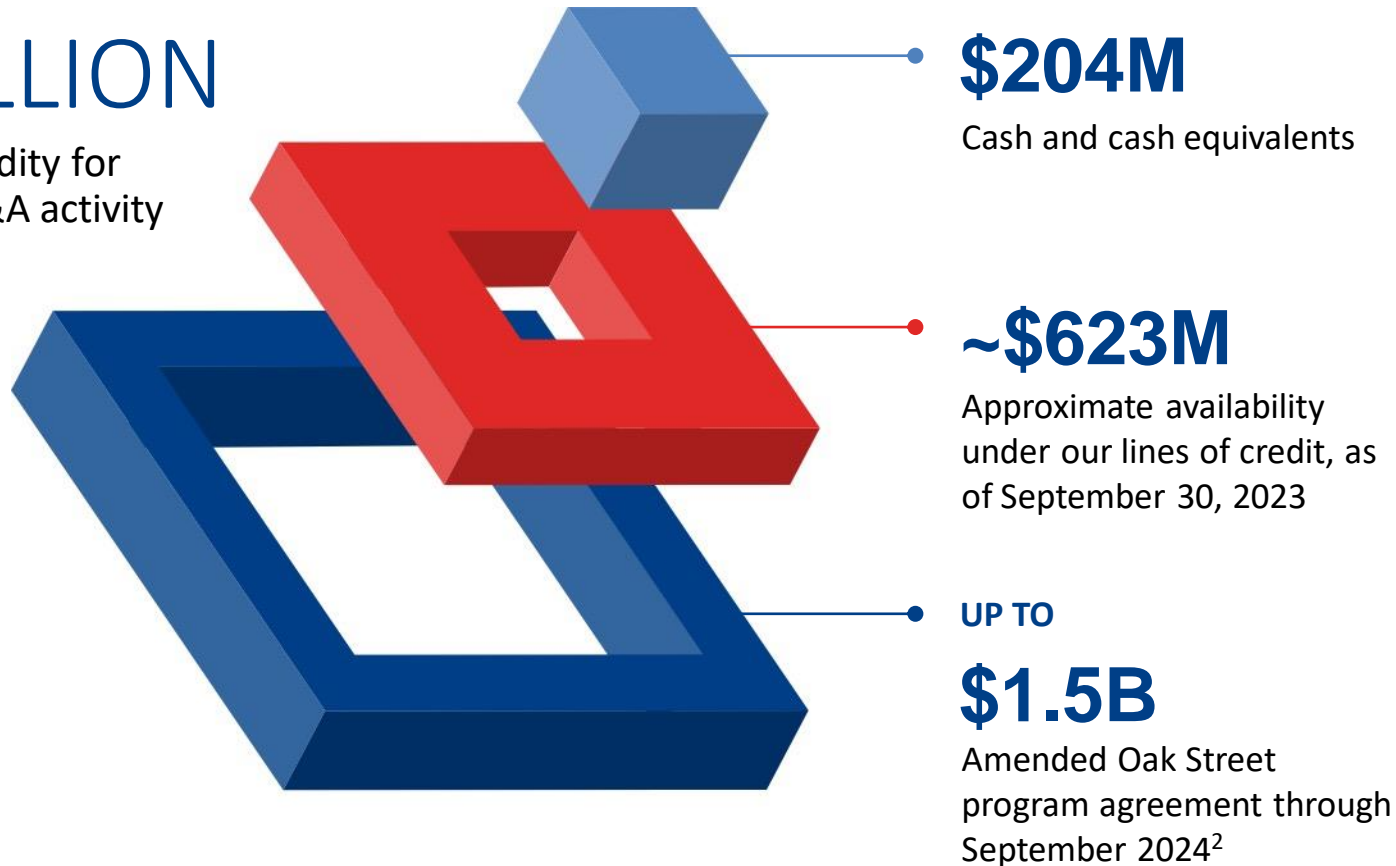 LLION
dity for
&A activity
$204M
Cash and cash equivalents
~$623M
Approximate availability
under our lines of credit, as
of September 30, 2023
UP TO
$1.5B
Amended Oak Street
program agreement through
September 2024²